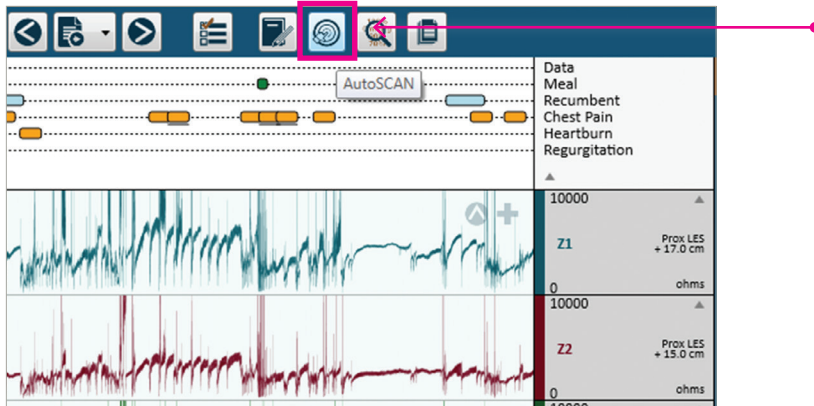 AutoSCAN
Data
Meal
Recumbent
Chest Pain
Heartburn
Regurgitation
10000
Z1
Prox LES
+ 17.0 cm
0
ohms
10000
Z2
Prox LES
+ 15.0 cm
0
ohms